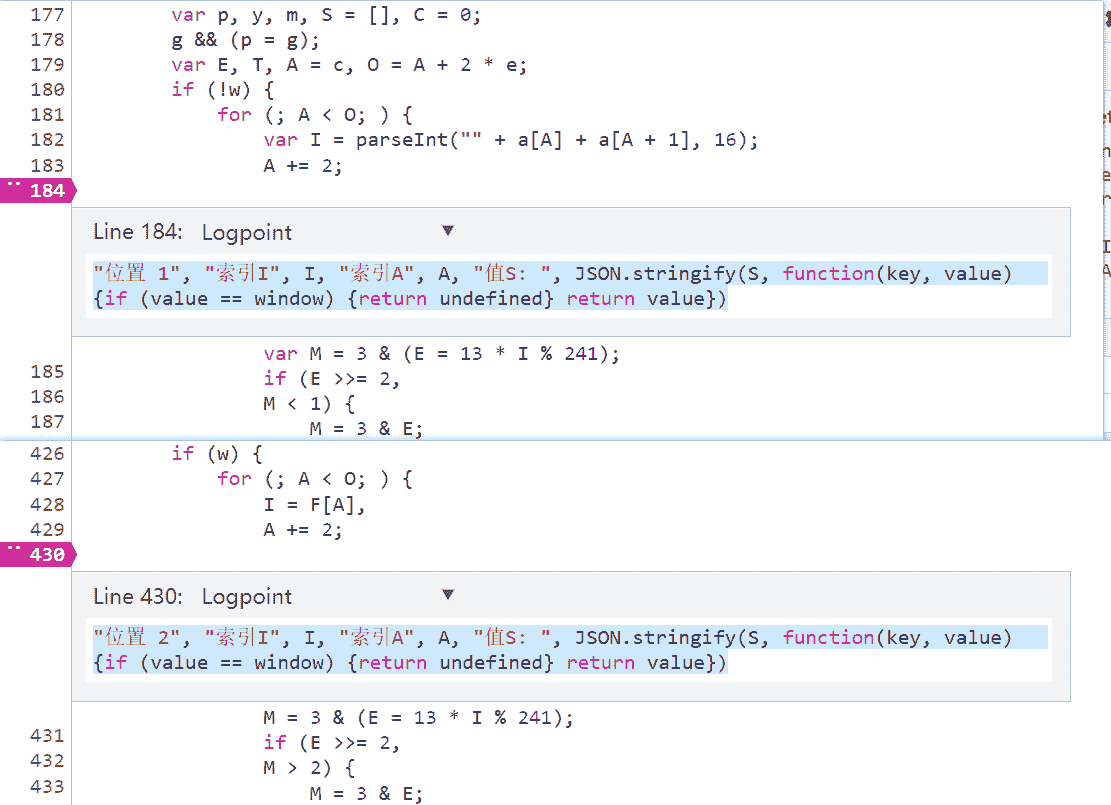 177 var p, y, m, S = [], C = 0;
178 g && (p = g);
179 var E, T, A = c, O = A + 2 * e;
180 if (!w) {
181 for (; A < O; ) {
182 var I = parseInt("" + a[A] + a[A + 1], 16);
183 A += 2;
184
Line 184: Logpoint ▼
"位置 1", "索引I", I, "索引A", A, "值S: ", JSON.stringify(S, function(key, value)
{if (value == window) {return undefined} return value})
185 var M = 3 & (E = 13 * I % 241);
186 if (E >>= 2,
187 M < 1) {
M = 3 & E;
426 if (w) {
427 for (; A < O; ) {
428 I = F[A],
429 A += 2;
430
Line 430: Logpoint ▼
"位置 2", "索引I", I, "索引A", A, "值S: ", JSON.stringify(S, function(key, value)
{if (value == window) {return undefined} return value})
431 M = 3 & (E = 13 * I % 241);
432 if (E >>= 2,
433 M > 2) {
M = 3 & E;